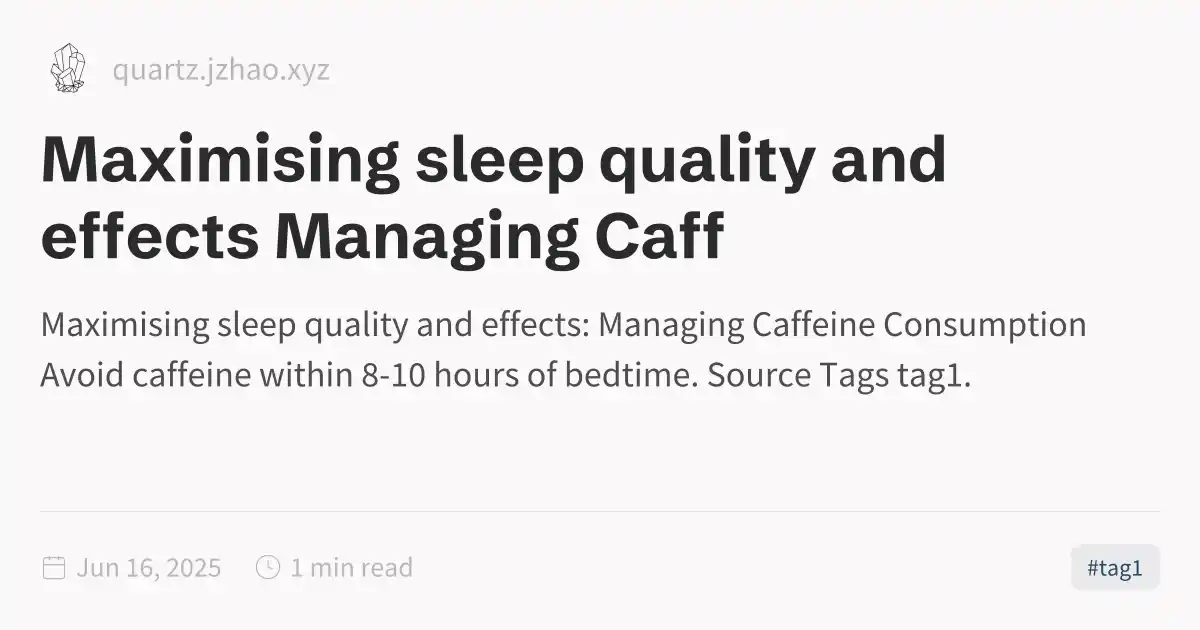 quartz.jzhao.xyz
Maximising sleep quality and
effects Managing Caff
Maximising sleep quality and effects: Managing Caffeine Consumption
Avoid caffeine within 8-10 hours of bedtime. Source Tags tag1.
Jun 16, 2025 1 min read #tag1